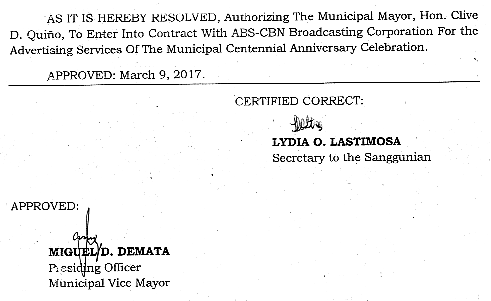 AS IT IS HEREBY RESOLVED, Authorizing The Municipal Mayor, Hon. Clive
D. Quiño, To Enter Into Contract With ABS-CBN Broadcasting Corporation For the
Advertising Services Of The Municipal Centennial Anniversary Celebration.
APPROVED: March 9, 2017.
CERTIFIED CORRECT:
LYDIA O. LASTIMOSA
Secretary to the Sanggunian
APPROVED:
MIGUEL D. DEMATA
Presiding Officer
Municipal Vice Mayor